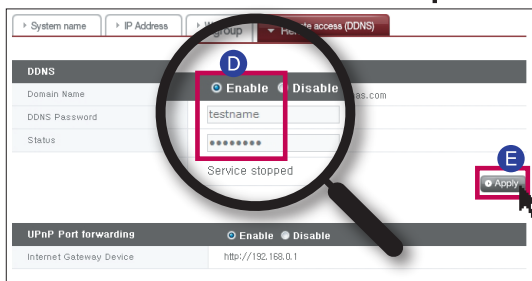 System name IP Address group Remote access (DDNS)
DDNS
D
Enable Disable
Domain Name testname nas.com
DDNS Password ●●●●●●●●
Status Service stopped
E
Apply
UPnP Port forwarding Enable Disable
Internet Gateway Device http://192.168.0.1